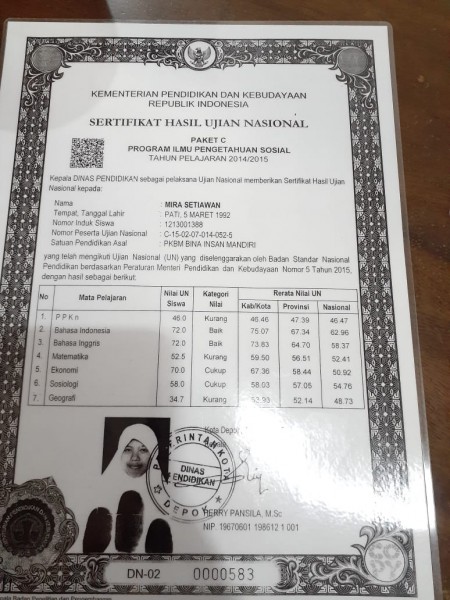 KEMENTERIAN PENDIDIKAN DAN KEBUDAYAAN
REPUBLIK INDONESIA
SERTIFIKAT HASIL UJIAN NASIONAL
PAKET C
PROGRAM ILMU PENGETAHUAN SOSIAL
TAHUN PELAJARAN 2014/2015
Kepala DINAS PENDIDIKAN sebagai pelaksana Ujian Nasional memberikan Sertifikat Hasil Ujian
Nasional kepada:
Nama : MIRA SETIAWAN
Tempat, Tanggal Lahir : PATI, 5 MARET 1992
Nomor Induk Siswa : 1213001388
Nomor Peserta Ujian Nasional : C-15-02-07-014-052-5
Satuan Pendidikan Asal : PKBM BINA INSAN MANDIRI
yang telah mengikuti Ujian Nasional (UN) yang diselenggarakan oleh Badan Standar Nasional
Pendidikan berdasarkan Peraturan Menteri Pendidikan dan Kebudayaan Nomor 5 Tahun 2015,
dengan hasil sebagai berikut:
No Mata Pelajaran Nilai UN Siswa Kategori Nilai Rerata Nilai UN
Kab/Kota Provinsi Nasional
1. P P K n 46.0 Kurang 46.46 47.39 46.47
2. Bahasa Indonesia 72.0 Baik 75.07 67.34 62.96
3. Bahasa Inggris 72.0 Baik 73.83 64.70 58.37
4. Matematika 52.5 Kurang 59.50 56.51 52.41
5. Ekonomi 70.0 Cukup 67.36 58.44 50.92
6. Sosiologi 58.0 Cukup 58.03 57.05 54.76
7. Geografi 34.7 Kurang 52.14 48.73
Kota Depok
PEMERINTAH KOTA
DINAS
PENDIDIKAN
DEPOK
HERRY PANSILA, M.Sc
NIP. 19670601 198612 1 001
DN-02 0000583